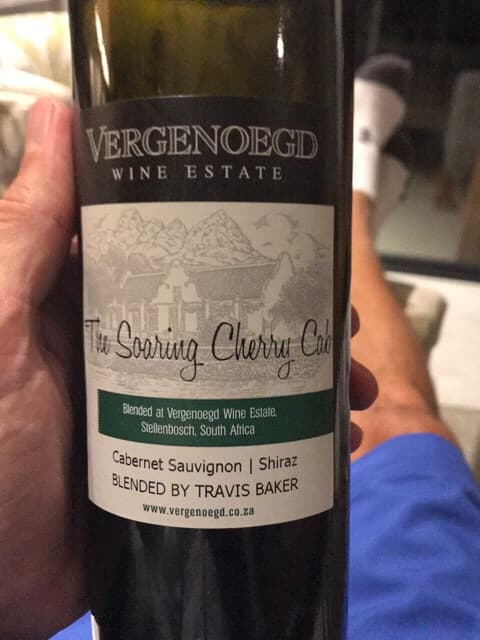 VERGENOEGD
WINE ESTATE
The Soaring Cherry Cab
Blended at Vergenoegd Wine Estate,
Stellenbosch, South Africa
Cabernet Sauvignon | Shiraz
BLENDED BY TRAVIS BAKER
www.vergenoegd.co.za